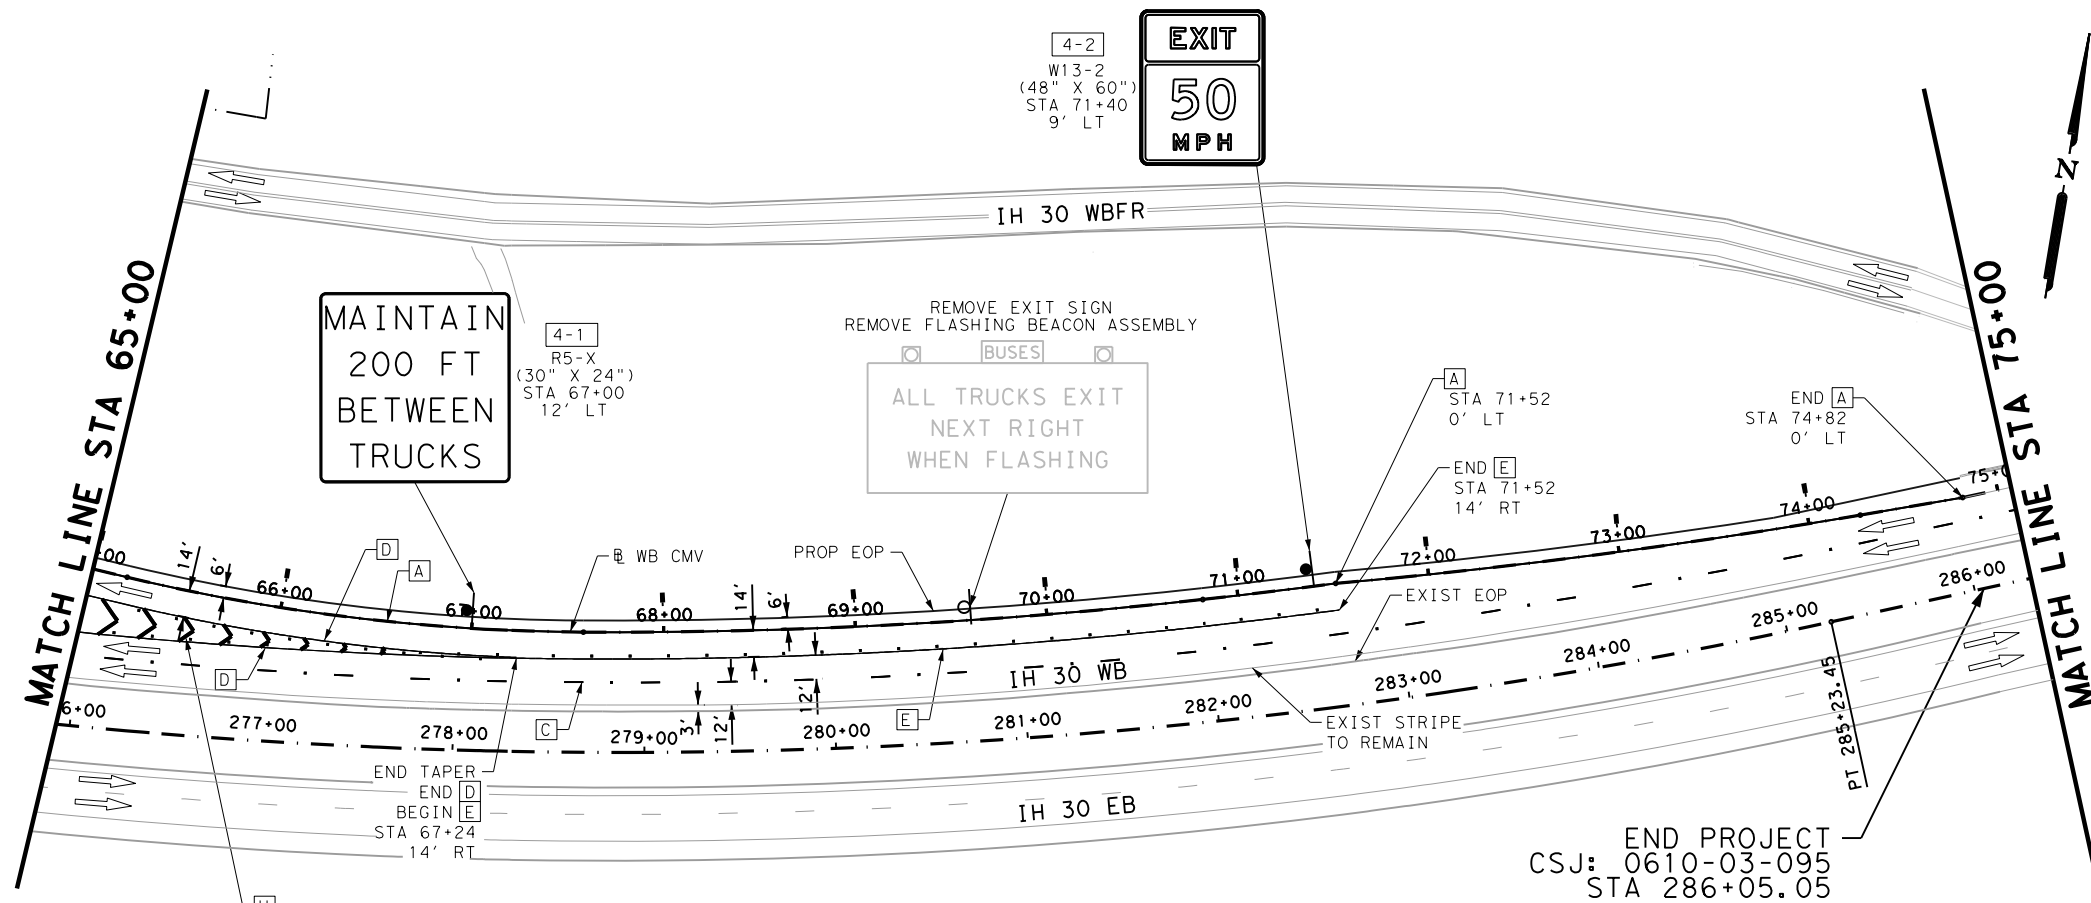 EXIT
50
MPH
4-2
W13-2
(48" X 60")
STA 71+40
9' LT
N
IH 30 WBFR
MATCH LINE STA 65+00
MATCH LINE STA 75+00
MAINTAIN
200 FT
BETWEEN
TRUCKS
4-1
R5-X
(30" X 24")
STA 67+00
12' LT
REMOVE EXIT SIGN
REMOVE FLASHING BEACON ASSEMBLY
BUSES
ALL TRUCKS EXIT
NEXT RIGHT
WHEN FLASHING
A
STA 71+52
0' LT
END A
STA 74+82
0' LT
END E
STA 71+52
14' RT
D
A
℄ WB CMV
PROP EOP
EXIST EOP
14'
6'
14'
6'
00
66+00
67+00
68+00
69+00
70+00
71+00
72+00
73+00
74+00
75+0
D
C
E
3'
12'
12'
IH 30 WB
EXIST STRIPE
TO REMAIN
6+00
277+00
278+00
279+00
280+00
281+00
282+00
283+00
284+00
285+00
286+00
PT 285+23.45
END TAPER
END D
BEGIN E
STA 67+24
14' RT
IH 30 EB
END PROJECT
CSJ: 0610-03-095
STA 286+05.05